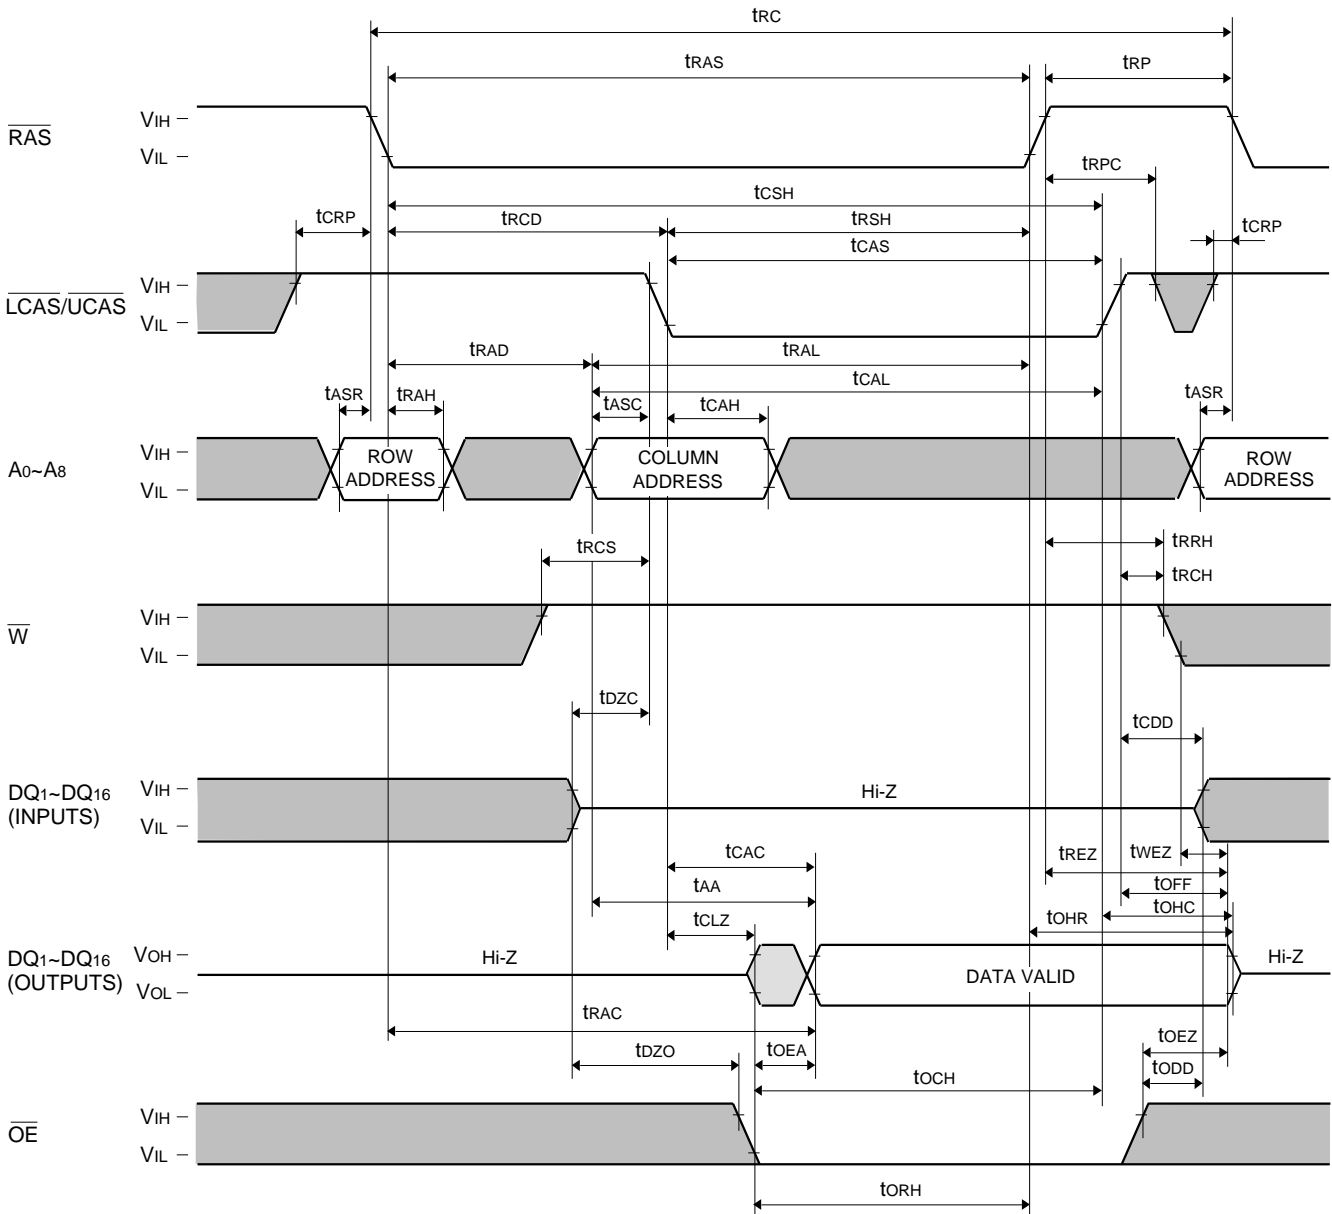 tRC
tRAS tRP
RAS VIH
VIL
tRPC
tCSH
tCRP tRCD tRSH tCRP
tCAS
LCAS/UCAS VIH
VIL
tRAD tRAL
tCAL
tASR tRAH tASC tCAH tASR
A0~A8 VIH
VIL
ROW
ADDRESS
COLUMN
ADDRESS
ROW
ADDRESS
tRCS tRRH
tRCH
W VIH
VIL
tDZC tCDD
DQ1~DQ16
(INPUTS)
VIH
VIL
Hi-Z
tCAC tREZ tWEZ
tAA tOFF
tCLZ tOHR tOHC
DQ1~DQ16
(OUTPUTS)
VOH
VOL
Hi-Z DATA VALID Hi-Z
tRAC
tDZO tOEA tOEZ
tOCH tODD
OE VIH
VIL
tORH